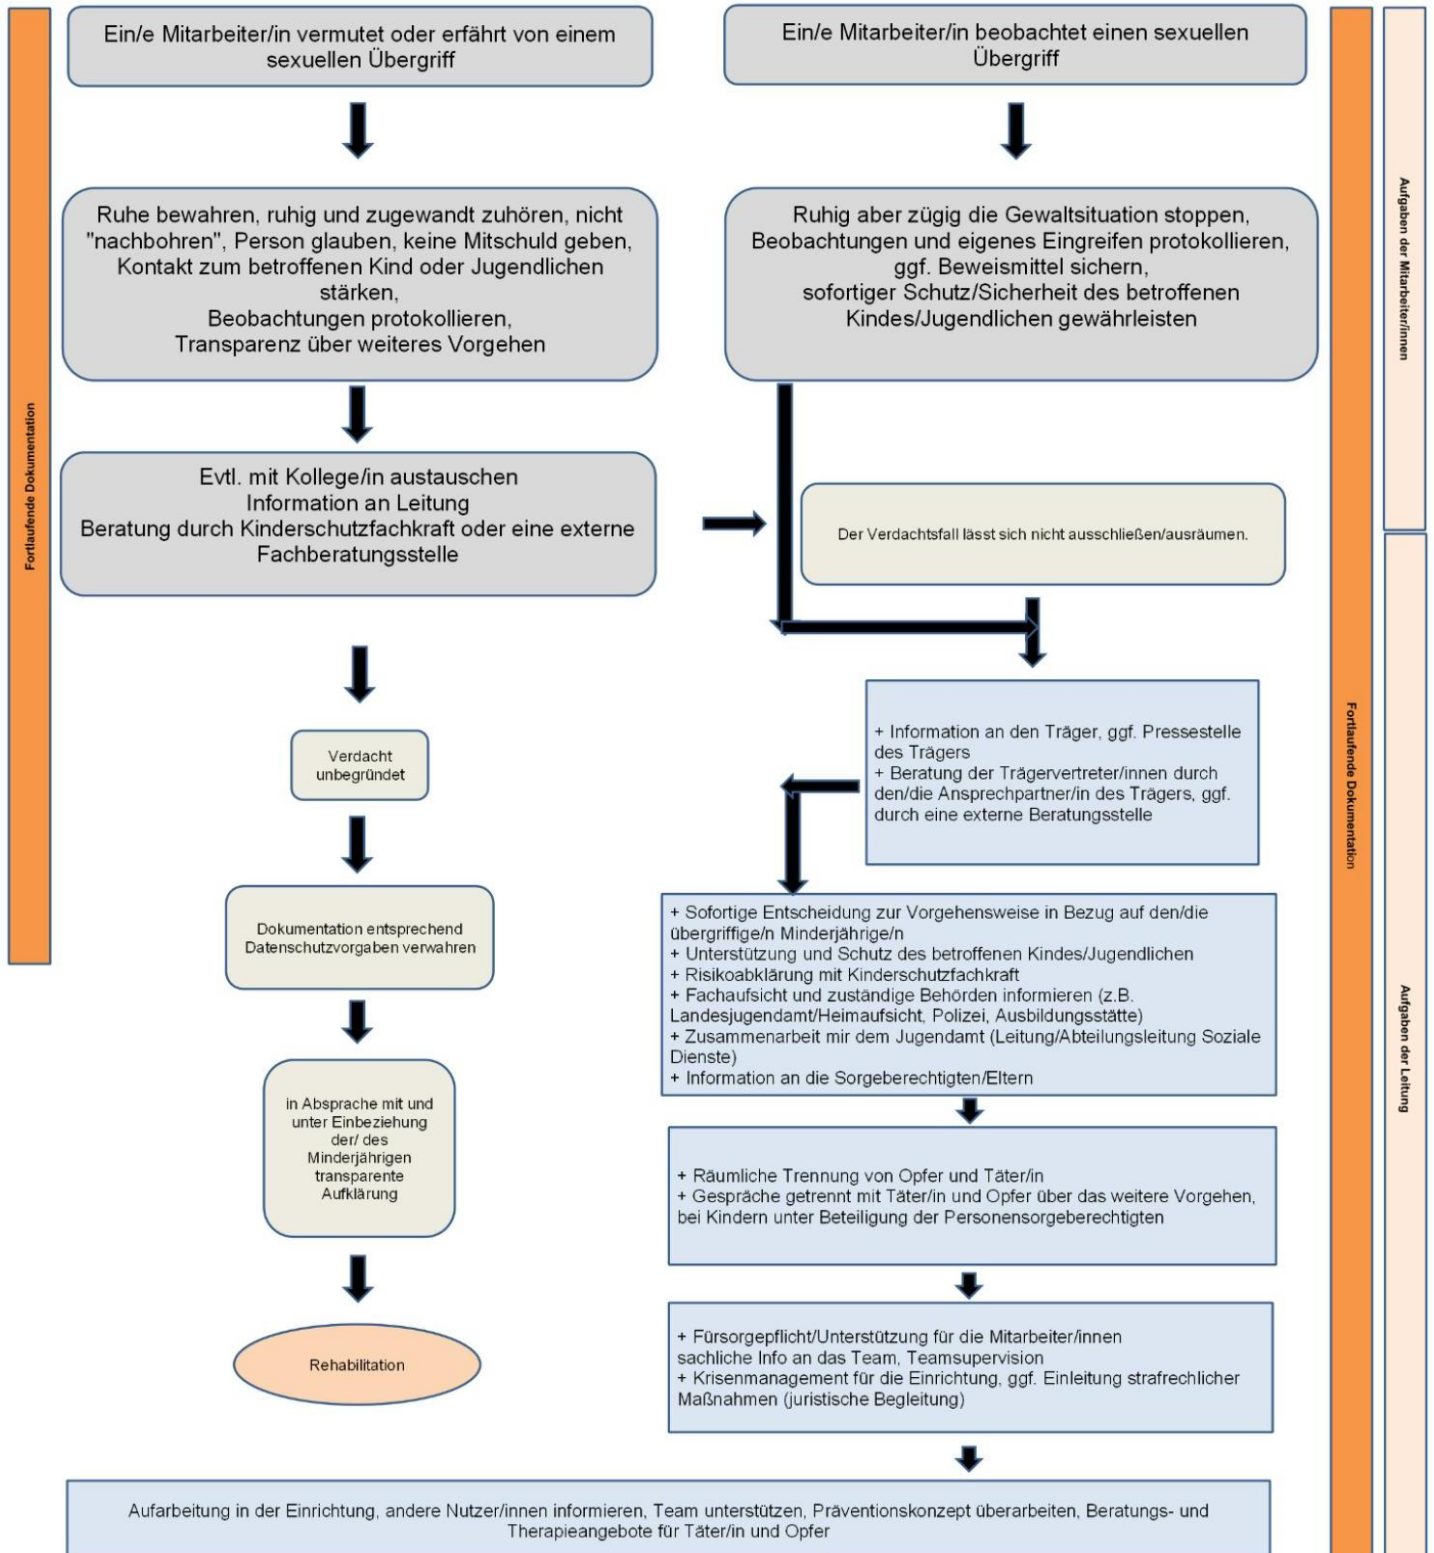 Ein/e Mitarbeiter/in vermutet oder erfährt von einem
sexuellen Übergriff
Ein/e Mitarbeiter/in beobachtet einen sexuellen
Übergriff
Ruhe bewahren, ruhig und zugewandt zuhören, nicht
"nachbohren", Person glauben, keine Mitschuld geben,
Kontakt zum betroffenen Kind oder Jugendlichen
stärken,
Beobachtungen protokollieren,
Transparenz über weiteres Vorgehen
Ruhig aber zügig die Gewaltsituation stoppen,
Beobachtungen und eigenes Eingreifen protokollieren,
ggf. Beweismittel sichern,
sofortiger Schutz/Sicherheit des betroffenen
Kindes/Jugendlichen gewährleisten
Evtl. mit Kollege/in austauschen
Information an Leitung
Beratung durch Kinderschutzfachkraft oder eine externe
Fachberatungsstelle
Der Verdachtsfall lässt sich nicht ausschließen/ausräumen.
Verdacht
unbegründet
Dokumentation entsprechend
Datenschutzvorgaben verwahren
in Absprache mit und
unter Einbeziehung
der/ des
Minderjährigen
transparente
Aufklärung
Rehabilitation
+ Information an den Träger, ggf. Pressestelle
des Trägers
+ Beratung der Trägervertreter/innen durch
den/die Ansprechpartner/in des Trägers, ggf.
durch eine externe Beratungsstelle
+ Sofortige Entscheidung zur Vorgehensweise in Bezug auf den/die
übergriffige/n Minderjährige/n
+ Unterstützung und Schutz des betroffenen Kindes/Jugendlichen
+ Risikoabklärung mit Kinderschutzfachkraft
+ Fachaufsicht und zuständige Behörden informieren (z.B.
Landesjugendamt/Heimaufsicht, Polizei, Ausbildungsstätte)
+ Zusammenarbeit mir dem Jugendamt (Leitung/Abteilungsleitung Soziale
Dienste)
+ Information an die Sorgeberechtigten/Eltern
+ Räumliche Trennung von Opfer und Täter/in
+ Gespräche getrennt mit Täter/in und Opfer über das weitere Vorgehen,
bei Kindern unter Beteiligung der Personensorgeberechtigten
+ Fürsorgepflicht/Unterstützung für die Mitarbeiter/innen
sachliche Info an das Team, Teamsupervision
+ Krisenmanagement für die Einrichtung, ggf. Einleitung strafrechlicher
Maßnahmen (juristische Begleitung)
Aufarbeitung in der Einrichtung, andere Nutzer/innen informieren, Team unterstützen, Präventionskonzept überarbeiten, Beratungs- und
Therapieangebote für Täter/in und Opfer
Fortlaufende Dokumentation
Fortlaufende Dokumentation
Aufgaben der Mitarbeiter/innen
Aufgaben der Leitung